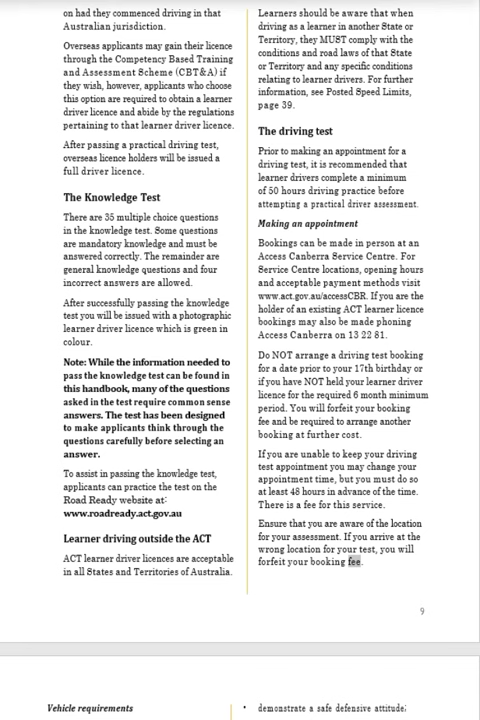 on had they commenced driving in that
Australian jurisdiction.
Overseas applicants may gain their licence
through the Competency Based Training
and Assessment Scheme (CBT&A) if
they wish, however, applicants who choose
this option are required to obtain a learner
driver licence and abide by the regulations
pertaining to that learner driver licence.
After passing a practical driving test,
overseas licence holders will be issued a
full driver licence.
The Knowledge Test
There are 35 multiple choice questions
in the knowledge test. Some questions
are mandatory knowledge and must be
answered correctly. The remainder are
general knowledge questions and four
incorrect answers are allowed.
After successfully passing the knowledge
test you will be issued with a photographic
learner driver licence which is green in
colour.
Note: While the information needed to
pass the knowledge test can be found in
this handbook, many of the questions
asked in the test require common sense
answers. The test has been designed
to make applicants think through the
questions carefully before selecting an
answer.
To assist in passing the knowledge test,
applicants can practice the test on the
Road Ready website at:
www.roadready.act.gov.au
Learner driving outside the ACT
ACT learner driver licences are acceptable
in all States and Territories of Australia.
Learners should be aware that when
driving as a learner in another State or
Territory, they MUST comply with the
conditions and road laws of that State
or Territory and any specific conditions
relating to learner drivers. For further
information, see Posted Speed Limits,
page 39.
The driving test
Prior to making an appointment for a
driving test, it is recommended that
learner drivers complete a minimum
of 50 hours driving practice before
attempting a practical driver assessment.
Making an appointment
Bookings can be made in person at an
Access Canberra Service Centre. For
Service Centre locations, opening hours
and acceptable payment methods visit
www.act.gov.au/accessCBR. If you are the
holder of an existing ACT learner licence
bookings may also be made phoning
Access Canberra on 13 22 81.
Do NOT arrange a driving test booking
for a date prior to your 17th birthday or
if you have NOT held your learner driver
licence for the required 6 month minimum
period. You will forfeit your booking
fee and be required to arrange another
booking at further cost.
If you are unable to keep your driving
test appointment you may change your
appointment time, but you must do so
at least 48 hours in advance of the time.
There is a fee for this service.
Ensure that you are aware of the location
for your assessment. If you arrive at the
wrong location for your test, you will
forfeit your booking fee.
9
Vehicle requirements
• demonstrate a safe defensive attitude;